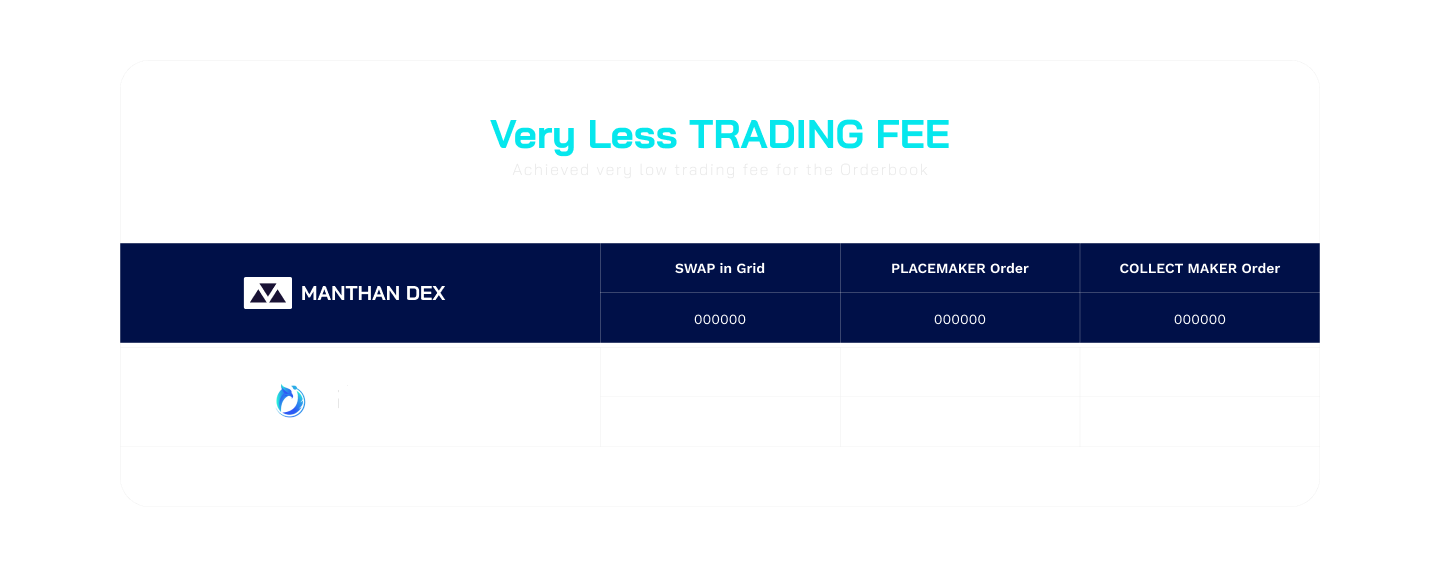 Very Less TRADING FEE
Achieved very low trading fee for the Orderbook
MANTHAN DEX
SWAP in Grid
PLACEMAKER Order
COLLECT MAKER Order
000000
000000
000000